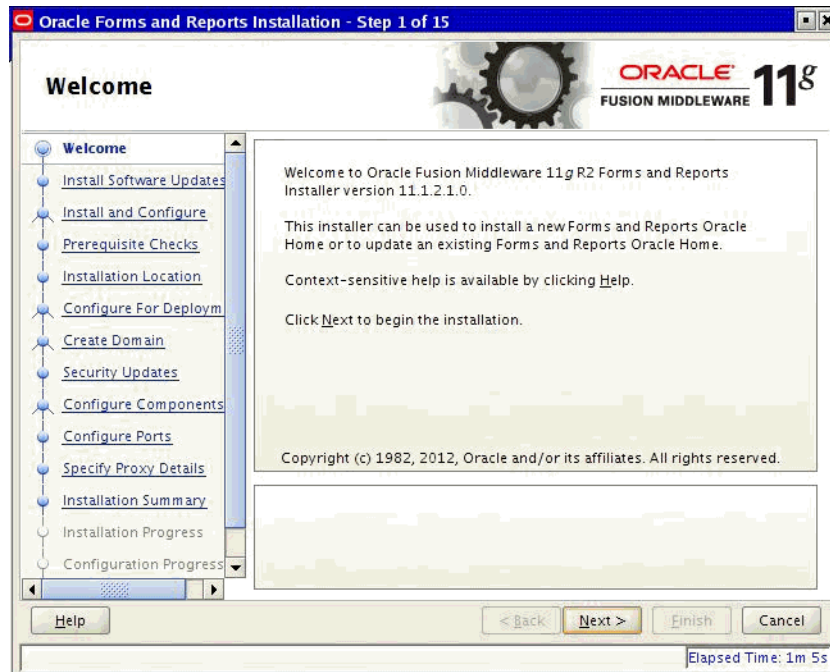 Oracle Forms and Reports Installation - Step 1 of 15
Welcome
ORACLE
FUSION MIDDLEWARE
11g
Welcome
Install Software Updates
Install and Configure
Prerequisite Checks
Installation Location
Configure For Deploym
Create Domain
Security Updates
Configure Components
Configure Ports
Specify Proxy Details
Installation Summary
Installation Progress
Configuration Progress
Welcome to Oracle Fusion Middleware 11g R2 Forms and Reports
Installer version 11.1.2.1.0.
This installer can be used to install a new Forms and Reports Oracle
Home or to update an existing Forms and Reports Oracle Home.
Context-sensitive help is available by clicking Help.
Click Next to begin the installation.
Copyright (c) 1982, 2012, Oracle and/or its affiliates. All rights reserved.
Help
< Back
Next >
Finish
Cancel
Elapsed Time: 1m 5s